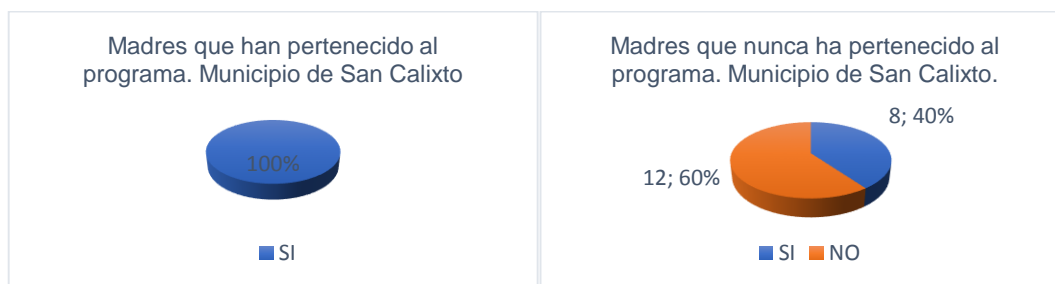 Madres que han pertenecido al
programa. Municipio de San Calixto
100%
SI
Madres que nunca ha pertenecido al
programa. Municipio de San Calixto.
8; 40%
12; 60%
SI NO